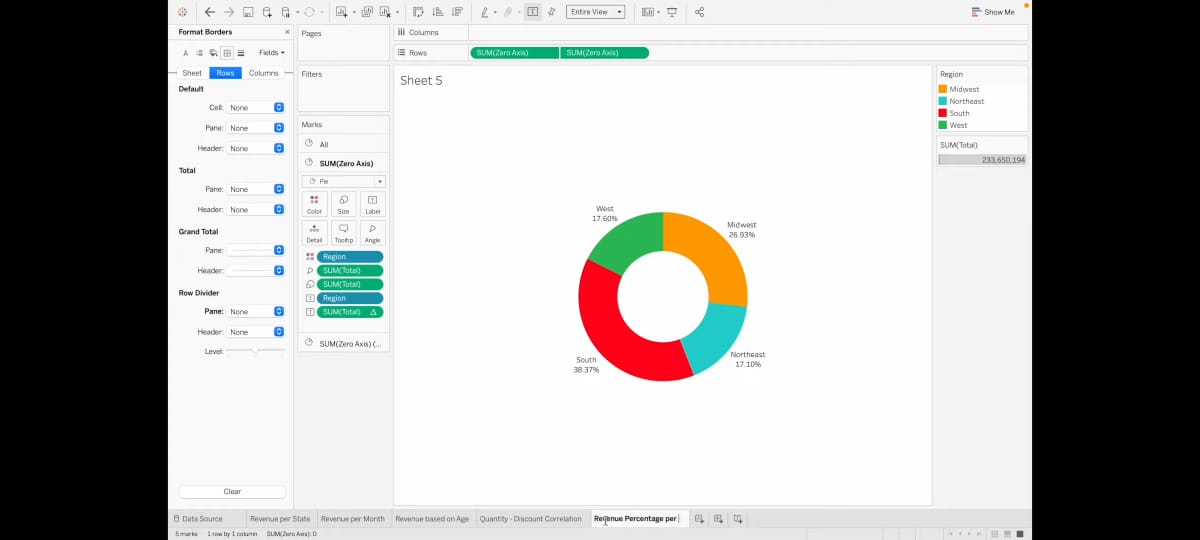 Entire View
Show Me
Format Borders
Fields
Sheet Rows Columns
Default
Cell: None
Pane: None
Header: None
Total
Pane: None
Header: None
Grand Total
Pane:
Header:
Row Divider
Pane: None
Header: None
Level:
Clear
Pages
Filters
Marks
All
SUM(Zero Axis)
Pie
Color Size Label
Detail Tooltip Angle
Region
SUM(Total)
SUM(Total)
Region
SUM(Total)
SUM(Zero Axis) (...
Columns
Rows SUM(Zero Axis) SUM(Zero Axis)
Sheet 5
West
17.60%
Midwest
26.93%
Northeast
17.10%
South
38.37%
Region
Midwest
Northeast
South
West
SUM(Total)
233,650,194
Data Source Revenue per State Revenue per Month Revenue based on Age Quantity - Discount Correlation Revenue Percentage per
5 marks 1 row by 1 column SUM(Zero Axis): 0